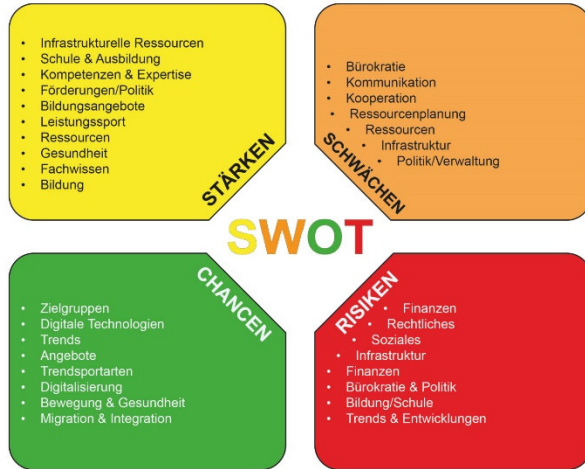 • Infrastrukturelle Ressourcen
• Schule & Ausbildung
• Kompetenzen & Expertise
• Förderungen/Politik
• Bildungsangebote
• Leistungssport
• Ressourcen
• Gesundheit
• Fachwissen
• Bildung
STÄRKEN
• Bürokratie
• Kommunikation
• Kooperation
• Ressourcenplanung
• Ressourcen
• Infrastruktur
• Politik/Verwaltung
SCHWÄCHEN
SWOT
• Zielgruppen
• Digitale Technologien
• Trends
• Angebote
• Trendsportarten
• Digitalisierung
• Bewegung & Gesundheit
• Migration & Integration
CHANCEN
• Finanzen
• Rechtliches
• Soziales
• Infrastruktur
• Finanzen
• Bürokratie & Politik
• Bildung/Schule
• Trends & Entwicklungen
RISIKEN